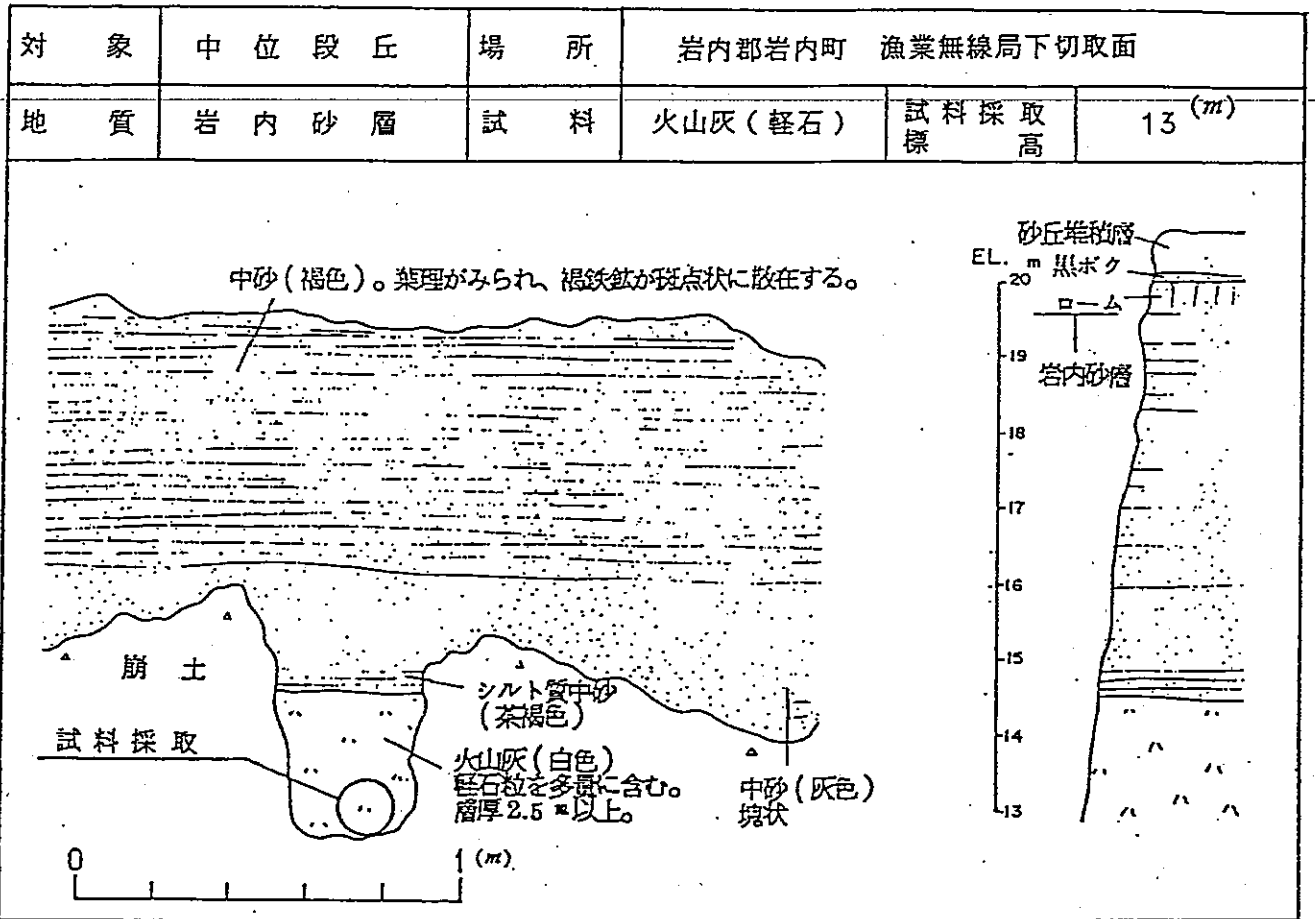 対象 中位段丘 場所 岩内郡岩内町 漁業無線局下切取面
地質 岩内砂層 試料 火山灰(軽石) 試料採取標高 13(m)
中砂(褐色)。葉理がみられ、褐鉄鉱が斑点状に散在する。
崩土
試料採取
シルト質中砂
(茶褐色)
火山灰(白色)
軽石粒を多量に含む。
層厚2.5m以上。
中砂(灰色)
塊状
0 1 (m)
砂丘堆積層
EL. m 黒ボク
20
ローム
19
岩内砂層
18
17
16
15
14
13